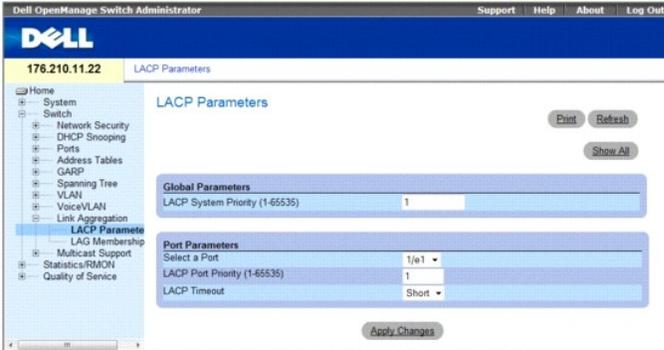 Dell OpenManage Switch Administrator
Support Help About Log Out
DELL
176.210.11.22
LACP Parameters
Home
System
Switch
Network Security
DHCP Snooping
Ports
Address Tables
GARP
Spanning Tree
VLAN
VoiceVLAN
Link Aggregation
LACP Paramete
LAG Membership
Multicast Support
Statistics/RMON
Quality of Service
LACP Parameters
Print Refresh
Show All
Global Parameters
LACP System Priority (1-65535) 1
Port Parameters
Select a Port 1/e1
LACP Port Priority (1-65535) 1
LACP Timeout Short
Apply Changes